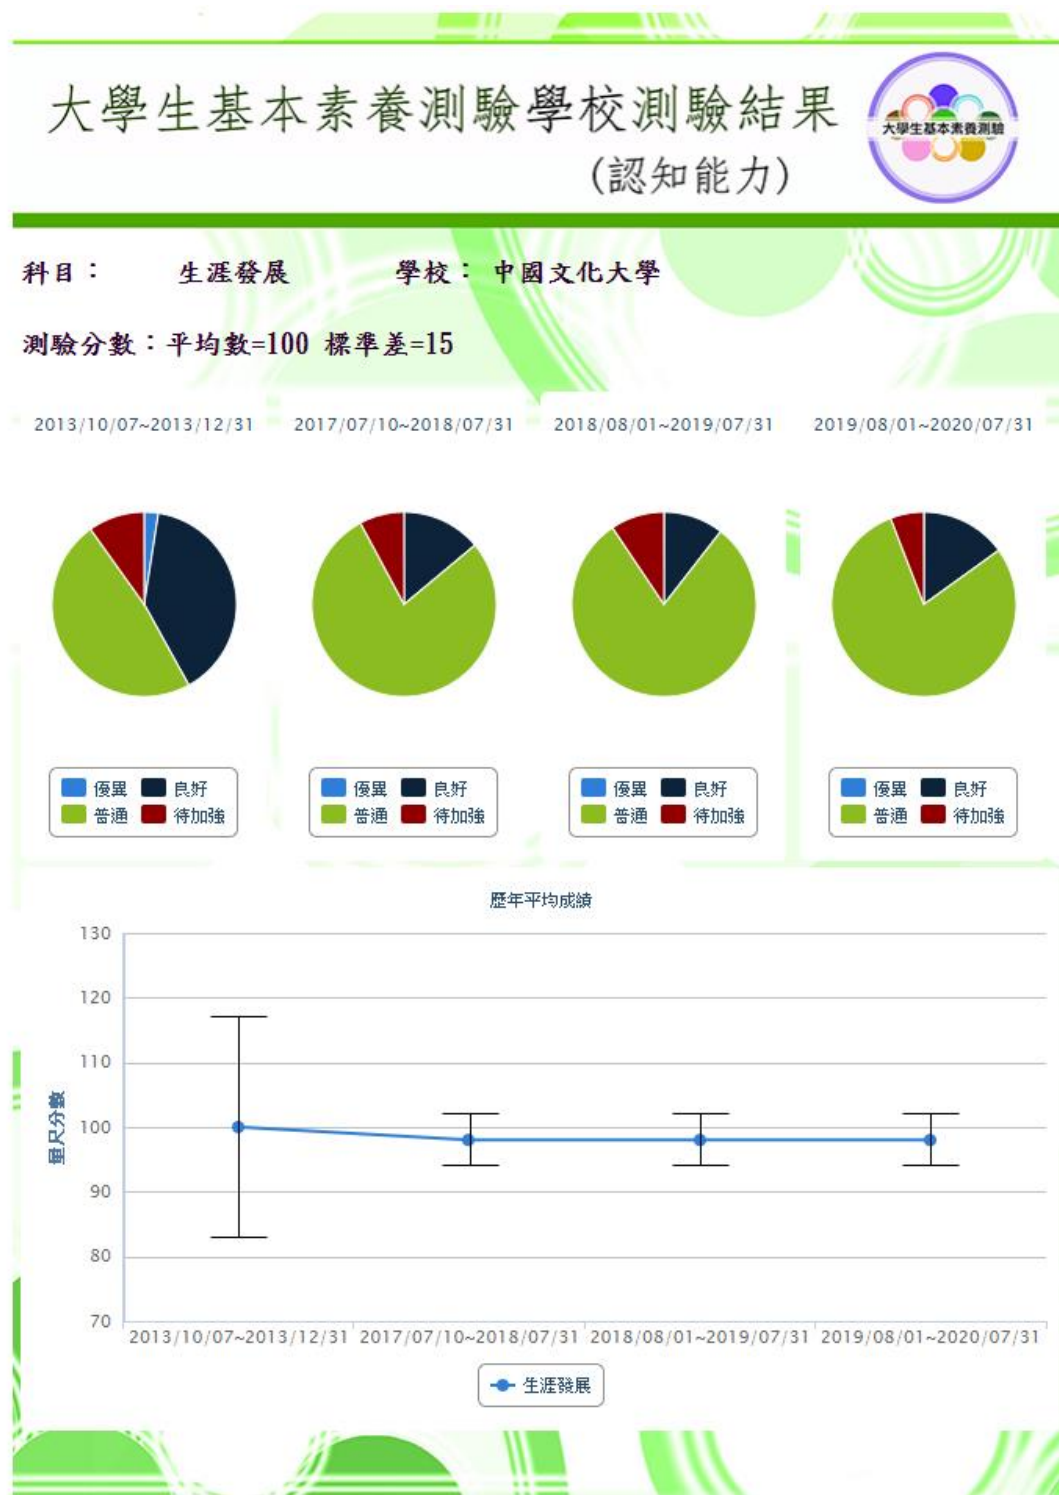 大學生基本素養測驗學校測驗結果
(認知能力)
大學生基本素養測驗
科目： 生涯發展 學校： 中國文化大學
測驗分數：平均數=100 標準差=15
2013/10/07~2013/12/31 2017/07/10~2018/07/31 2018/08/01~2019/07/31 2019/08/01~2020/07/31
優異 良好 優異 良好 優異 良好 優異 良好
普通 待加強 普通 待加強 普通 待加強 普通 待加強
歷年平均成績
130
120
110
100
90
80
70
量尺分數
2013/10/07~2013/12/31 2017/07/10~2018/07/31 2018/08/01~2019/07/31 2019/08/01~2020/07/31
生涯發展